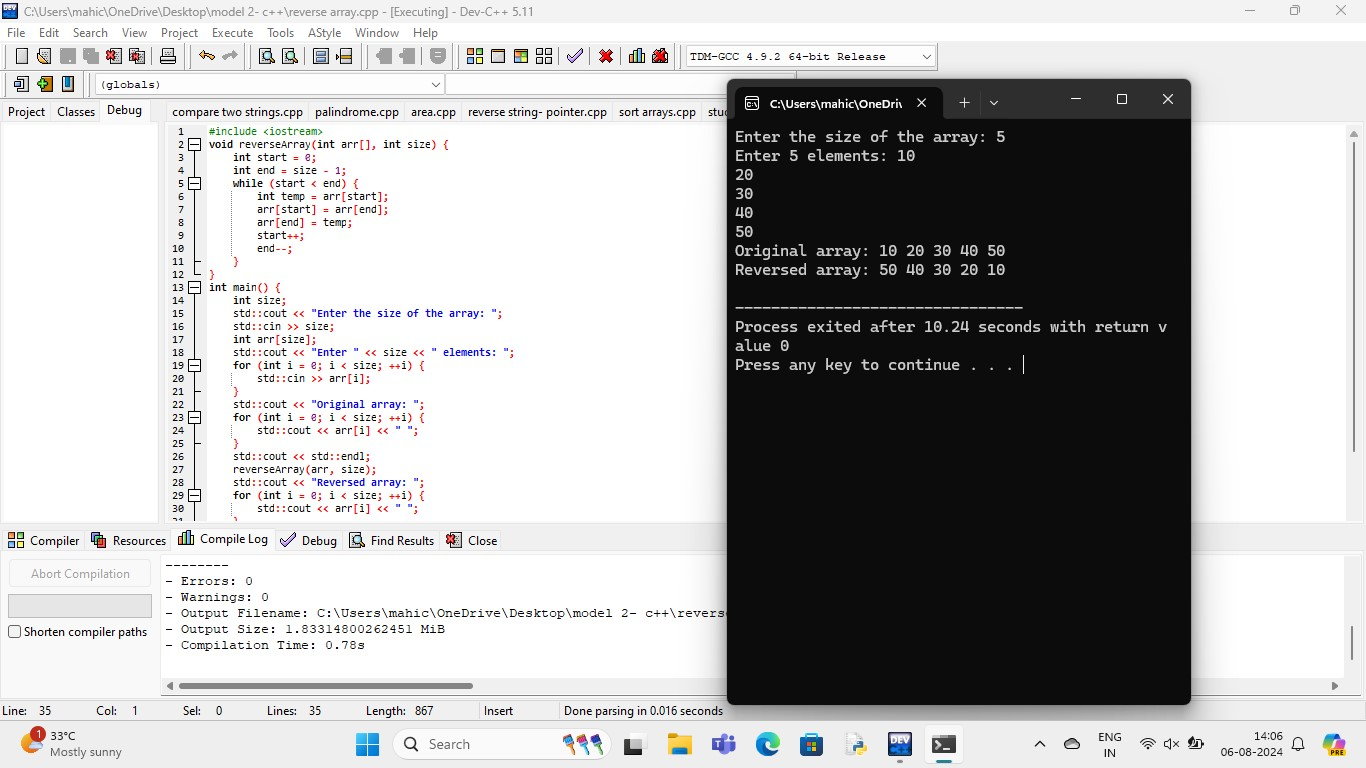 C:\Users\mahic\OneDrive\Desktop\model 2- c++\reverse array.cpp - [Executing] - Dev-C++ 5.11
File Edit Search View Project Execute Tools AStyle Window Help
TDM-GCC 4.9.2 64-bit Release
(globals)
Project Classes Debug
compare two strings.cpp palindrome.cpp area.cpp reverse string- pointer.cpp sort arrays.cpp stu
1 #include <iostream>
2 void reverseArray(int arr[], int size) {
3 int start = 0;
4 int end = size - 1;
5 while (start < end) {
6 int temp = arr[start];
7 arr[start] = arr[end];
8 arr[end] = temp;
9 start++;
10 end--;
11 }
12 }
13 int main() {
14 int size;
15 std::cout << "Enter the size of the array: ";
16 std::cin >> size;
17 int arr[size];
18 std::cout << "Enter " << size << " elements: ";
19 for (int i = 0; i < size; ++i) {
20 std::cin >> arr[i];
21 }
22 std::cout << "Original array: ";
23 for (int i = 0; i < size; ++i) {
24 std::cout << arr[i] << " ";
25 }
26 std::cout << std::endl;
27 reverseArray(arr, size);
28 std::cout << "Reversed array: ";
29 for (int i = 0; i < size; ++i) {
30 std::cout << arr[i] << " ";
C:\Users\mahic\OneDri
Enter the size of the array: 5
Enter 5 elements: 10
20
30
40
50
Original array: 10 20 30 40 50
Reversed array: 50 40 30 20 10
--------------------------------
Process exited after 10.24 seconds with return v
alue 0
Press any key to continue . . .
Compiler Resources Compile Log Debug Find Results Close
Abort Compilation
Shorten compiler paths
--------
- Errors: 0
- Warnings: 0
- Output Filename: C:\Users\mahic\OneDrive\Desktop\model 2- c++\revers
- Output Size: 1.83314800262451 MiB
- Compilation Time: 0.78s
Line: 35 Col: 1 Sel: 0 Lines: 35 Length: 867 Insert Done parsing in 0.016 seconds
1
33°C
Mostly sunny
Search
DEV
ENG
IN
14:06
06-08-2024
PRE